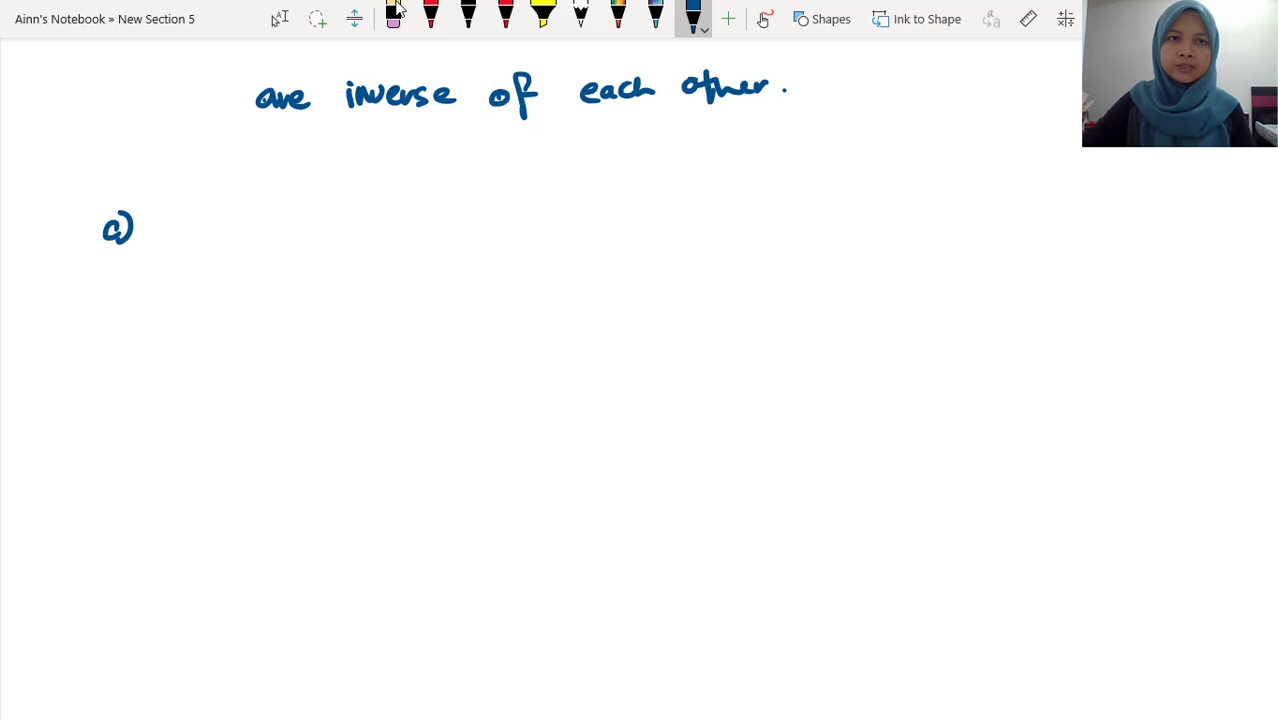 Ainn's Notebook » New Section 5
Shapes
Ink to Shape
are inverse of each other.
a)